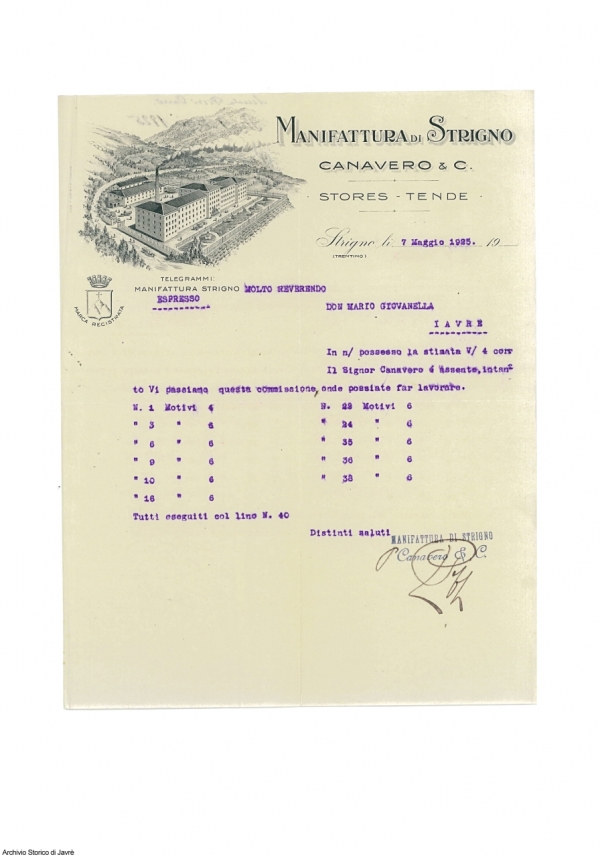 MANIFATTURA DI STRIGNO
CANAVERO & C.
STORES - TENDE
Strigno li 7 Maggio 1925. 19
(TRENTINO)
TELEGRAMMI:
MANIFATTURA STRIGNO
MARCA REGISTRATA
MOLTO REVERENDO
ESPRESSO
DON MARIO GIOVANELLA
IAVRE
In n/ possesso la stimata V/ 4 corr
Il Signor Canavero é assente, intan-
to Vi passiamo questa commissione, onde possiate far lavorare.
N. 1 Motivi 6 N. 23 Motivi 6
" 3 " 6 " 24 " 6
" 6 " 6 " 35 " 6
" 9 " 6 " 36 " 6
" 10 " 6 " 38 " 6
" 16 " 6
Tutti eseguiti col lino N. 40
Distinti saluti
MANIFATTURA DI STRIGNO
Canavero & C.
Archivio Storico di Javrè